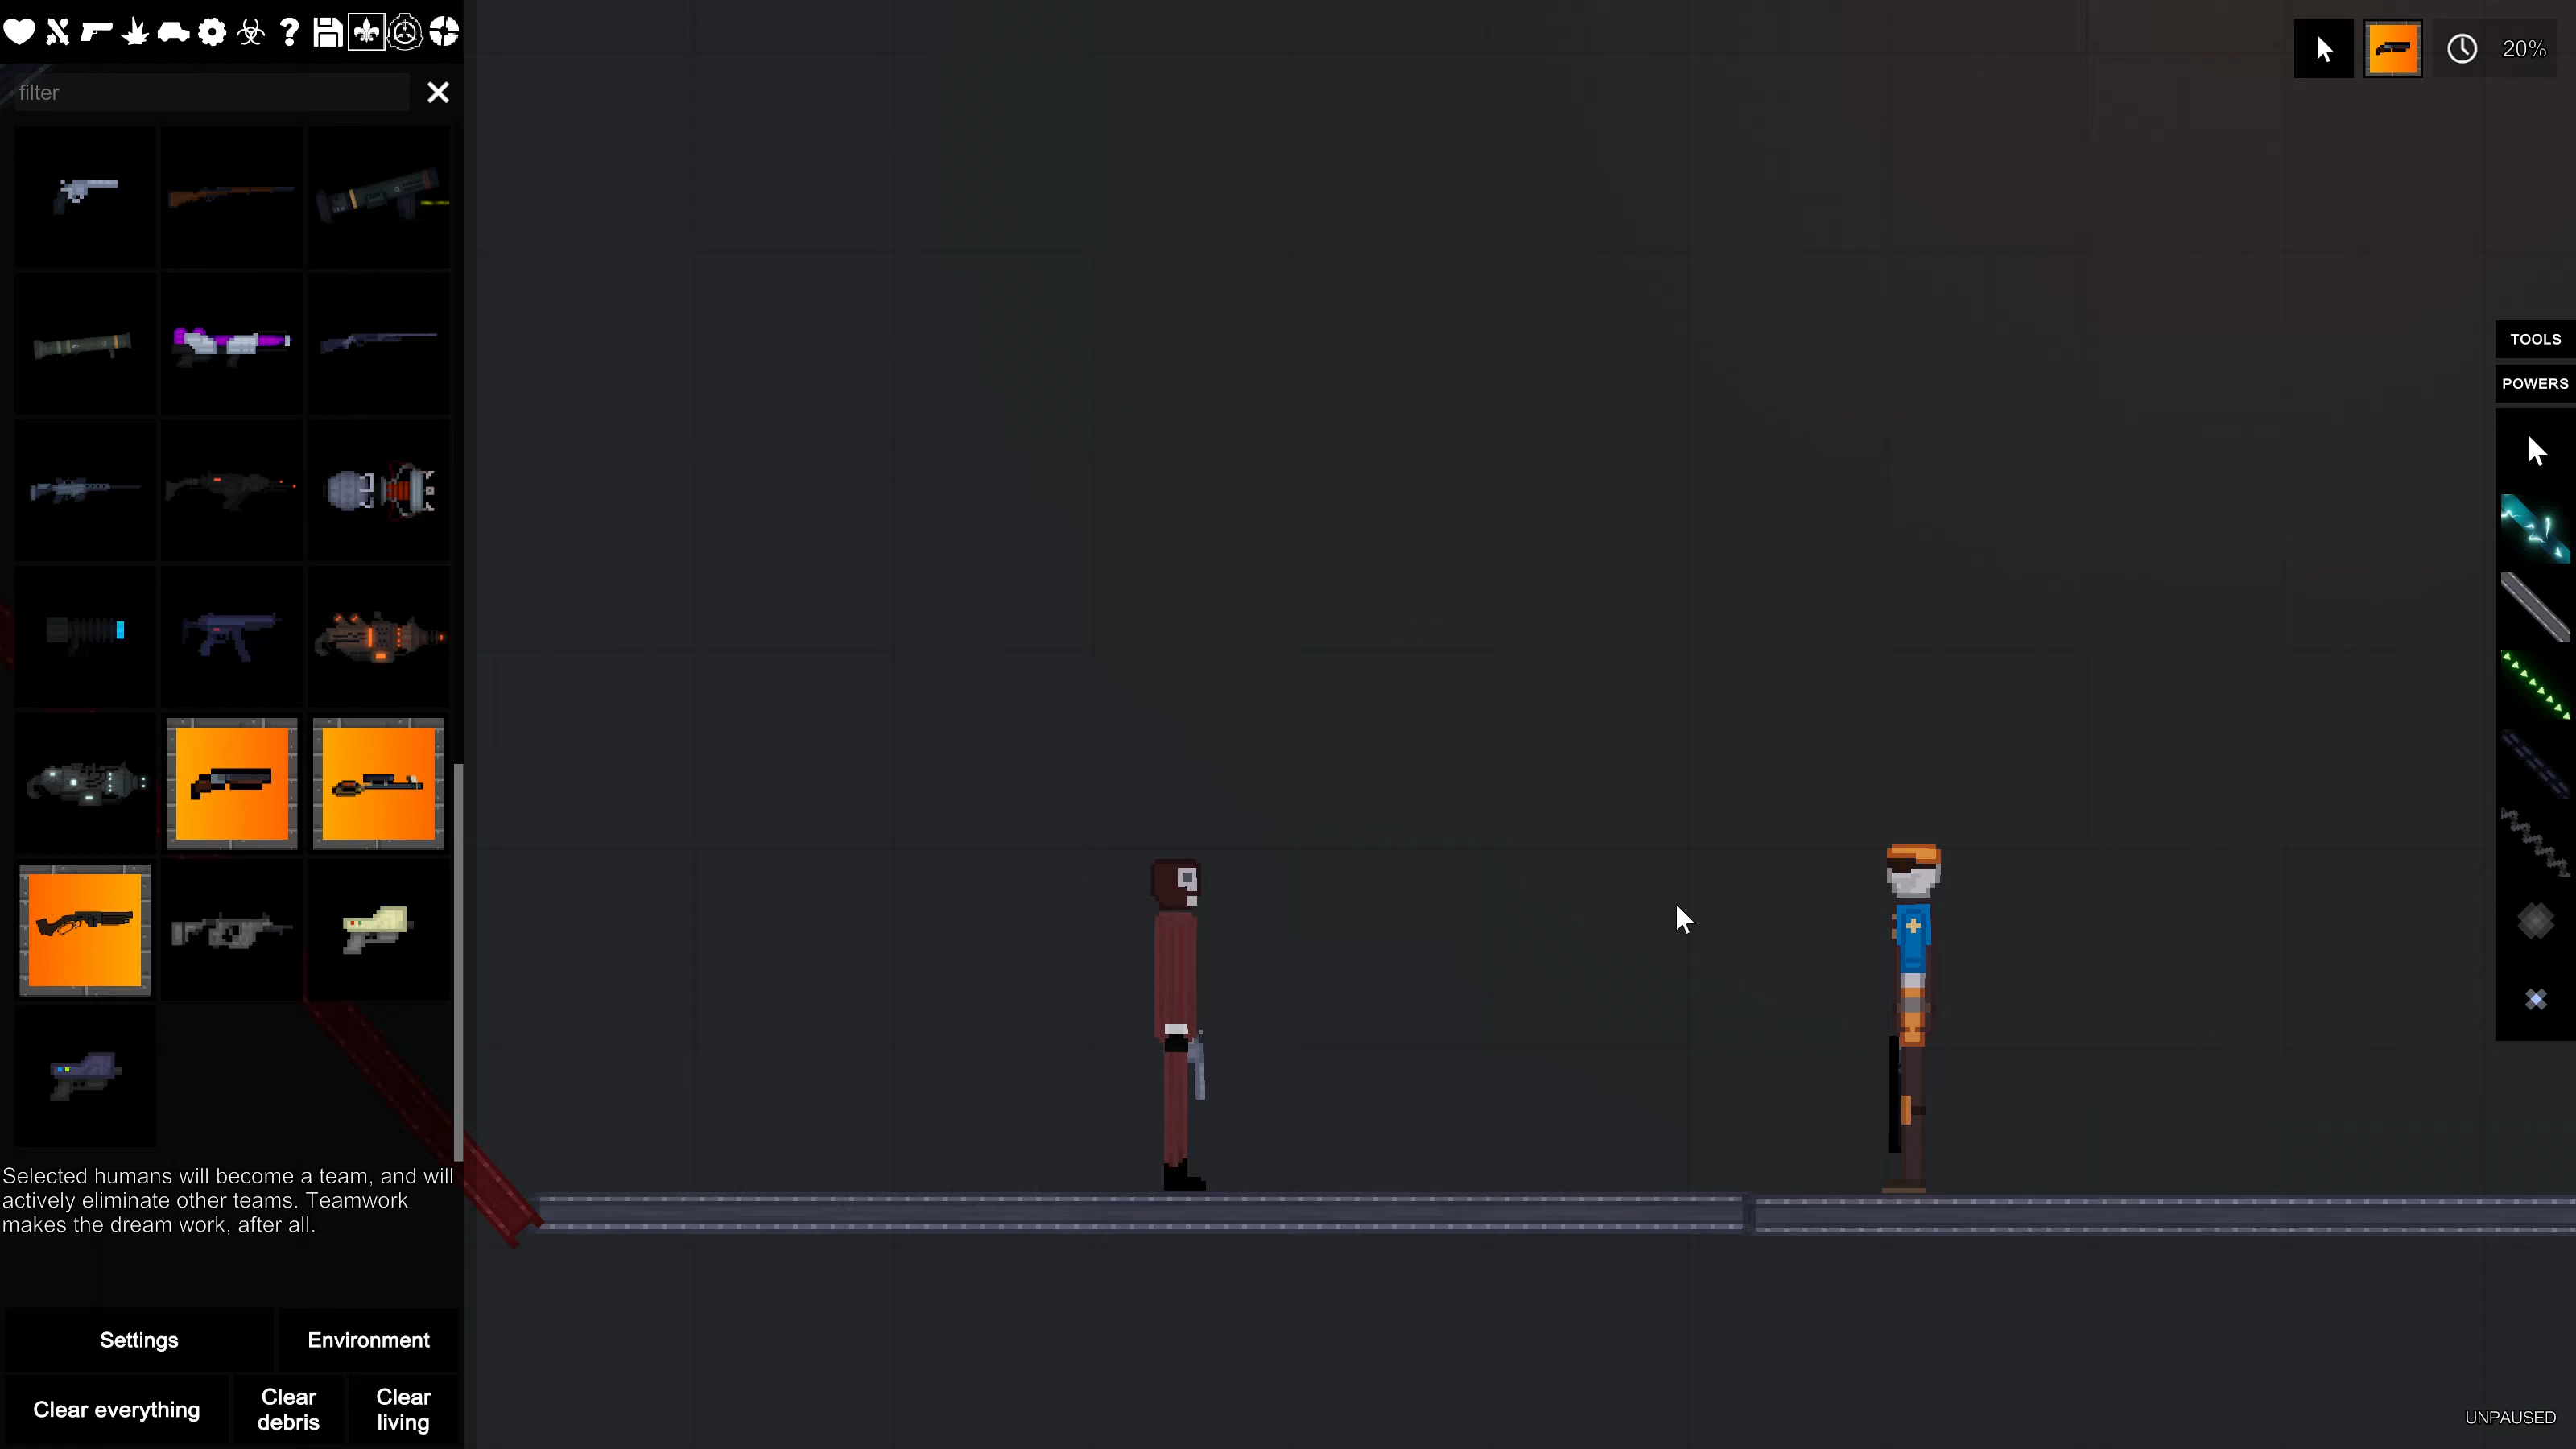 filter
20%
TOOLS
POWERS
Selected humans will become a team, and will
actively eliminate other teams. Teamwork
makes the dream work, after all.
Settings
Environment
Clear everything
Clear
debris
Clear
living
UNPAUSED